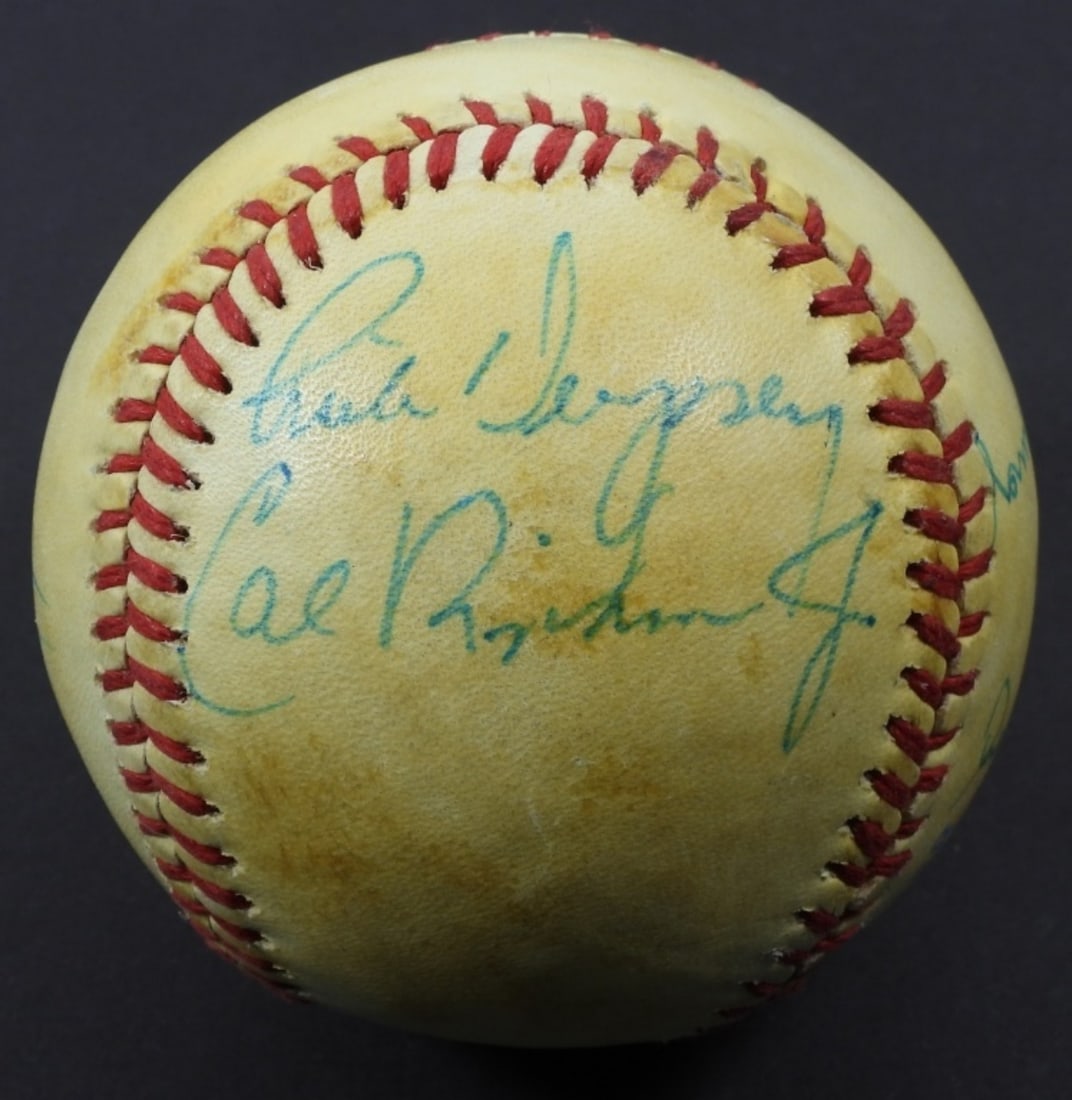 Rick Dempsey
Cal Ripken Jr.